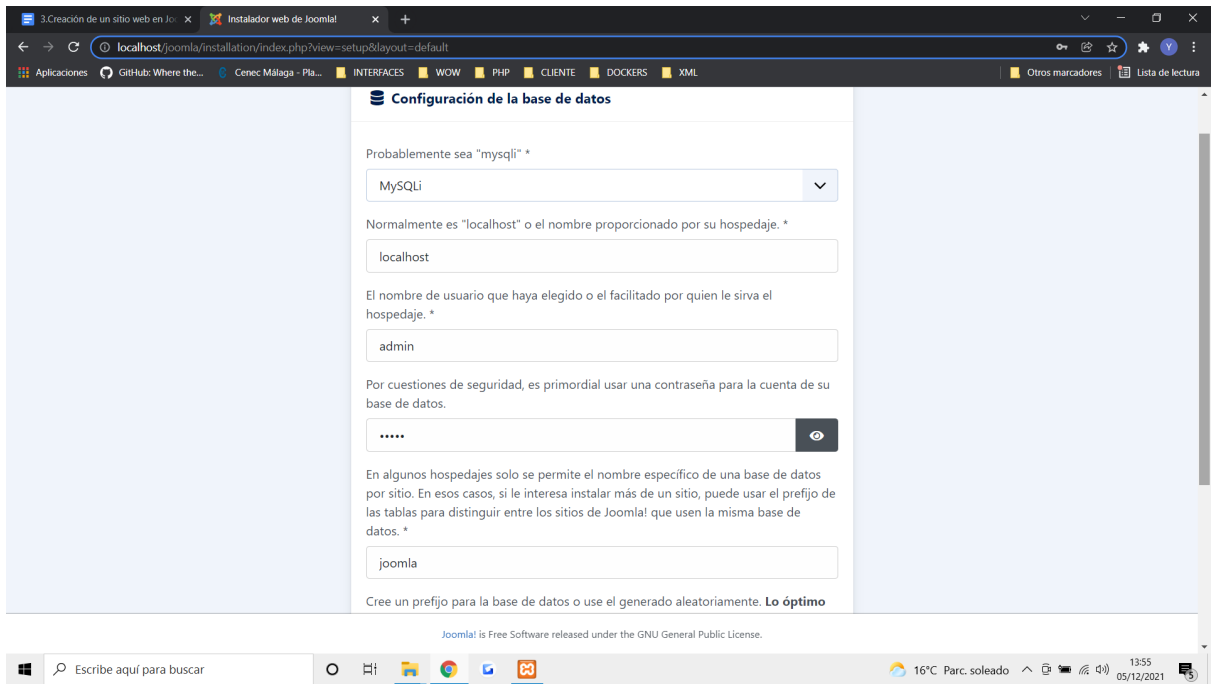 3.Creación de un sitio web en Joo
Instalador web de Joomla!
localhost/joomla/installation/index.php?view=setup&layout=default
Y
Aplicaciones
GitHub: Where the...
Cenec Málaga - Pla...
INTERFACES
WOW
PHP
CLIENTE
DOCKERS
XML
Otros marcadores
Lista de lectura
Configuración de la base de datos
Probablemente sea "mysqli" *
MySQLi
Normalmente es "localhost" o el nombre proporcionado por su hospedaje. *
localhost
El nombre de usuario que haya elegido o el facilitado por quien le sirva el
hospedaje. *
admin
Por cuestiones de seguridad, es primordial usar una contraseña para la cuenta de su
base de datos.
•••••
En algunos hospedajes solo se permite el nombre específico de una base de datos
por sitio. En esos casos, si le interesa instalar más de un sitio, puede usar el prefijo de
las tablas para distinguir entre los sitios de Joomla! que usen la misma base de
datos. *
joomla
Cree un prefijo para la base de datos o use el generado aleatoriamente. Lo óptimo
Joomla! is Free Software released under the GNU General Public License.
Escribe aquí para buscar
16°C Parc. soleado
13:55
05/12/2021
5